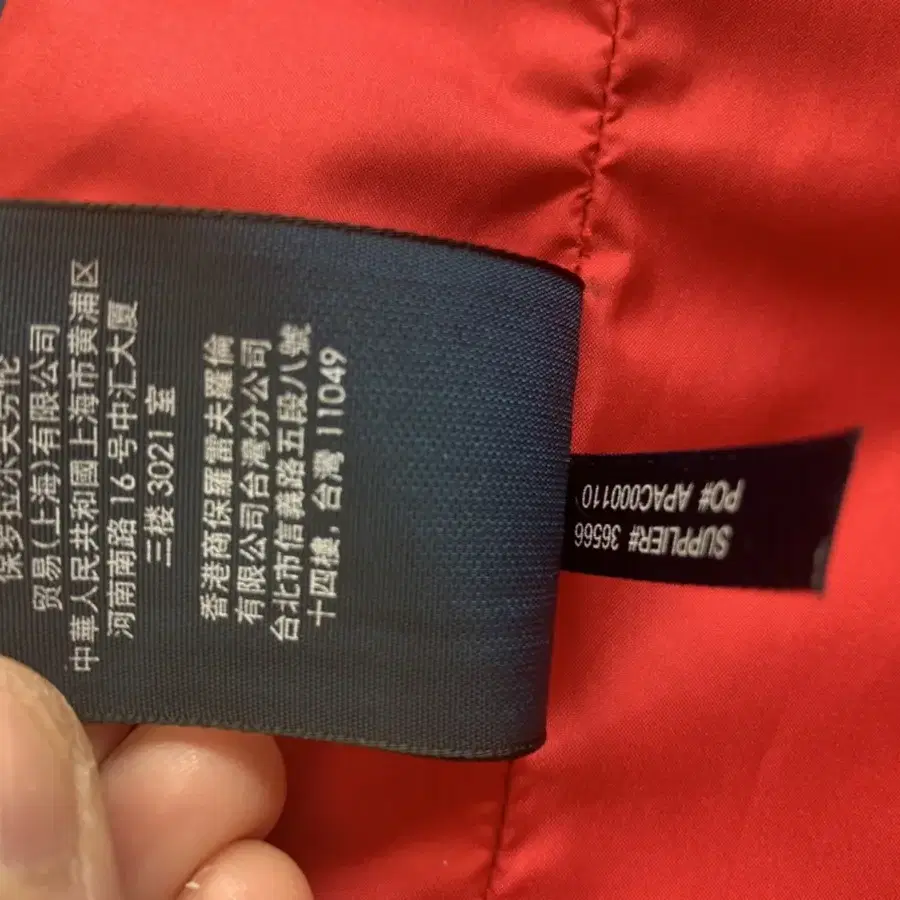 保罗拉尔夫劳伦
贸易(上海)有限公司
中華人民共和國上海市黄浦区
河南南路16号中汇大厦
三楼3021室
香港商保羅雷夫羅倫
有限公司台灣分公司
台北市信義路五段八號
十四樓, 台灣 11049
SUPPLIER# 36566
PO# APAC000110